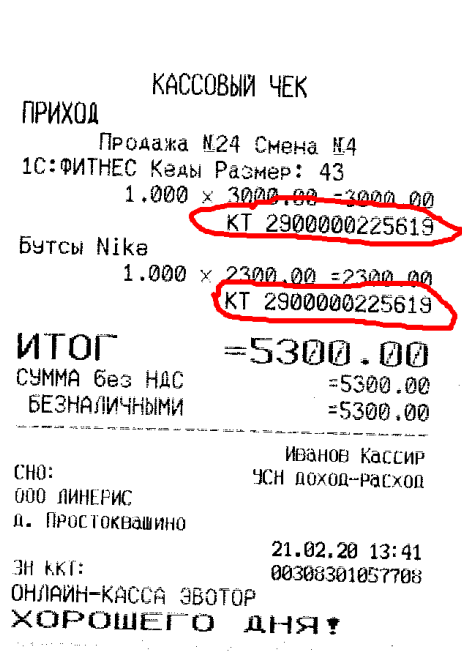 КАССОВЫЙ ЧЕК
ПРИХОД
Продажа №24 Смена №4
1С:ФИТНЕС Кеды Размер: 43
1.000 × 3000.00 =3000.00
КТ 2900000225619
Бутсы Nike
1.000 × 2300.00 =2300.00
КТ 2900000225619
ИТОГ =5300.00
СУММА без НДС =5300.00
БЕЗНАЛИЧНЫМИ =5300.00
Иванов Кассир
СНО: УСН доход-расход
ООО ЛИНЕРИС
д. Простоквашино
21.02.20 13:41
ЗН ККТ: 00308301057708
ОНЛАЙН-КАССА ЭВОТОР
ХОРОШЕГО ДНЯ!